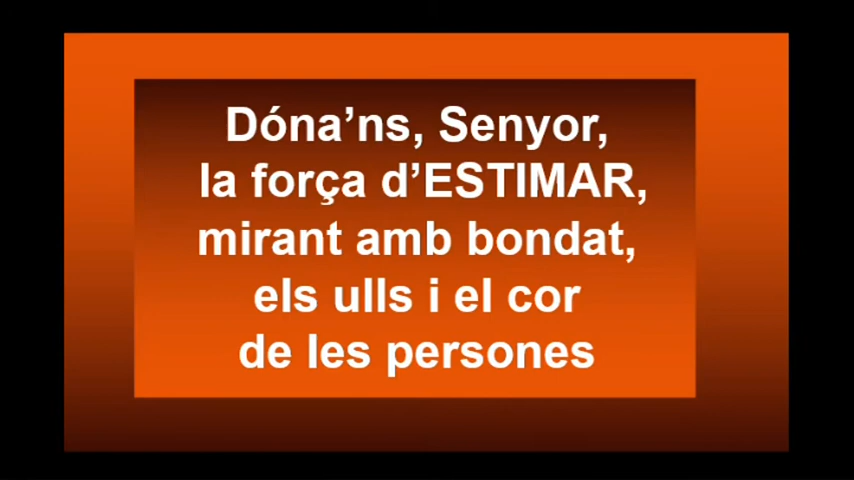 Dóna’ns, Senyor,
la força d’ESTIMAR,
mirant amb bondat,
els ulls i el cor
de les persones